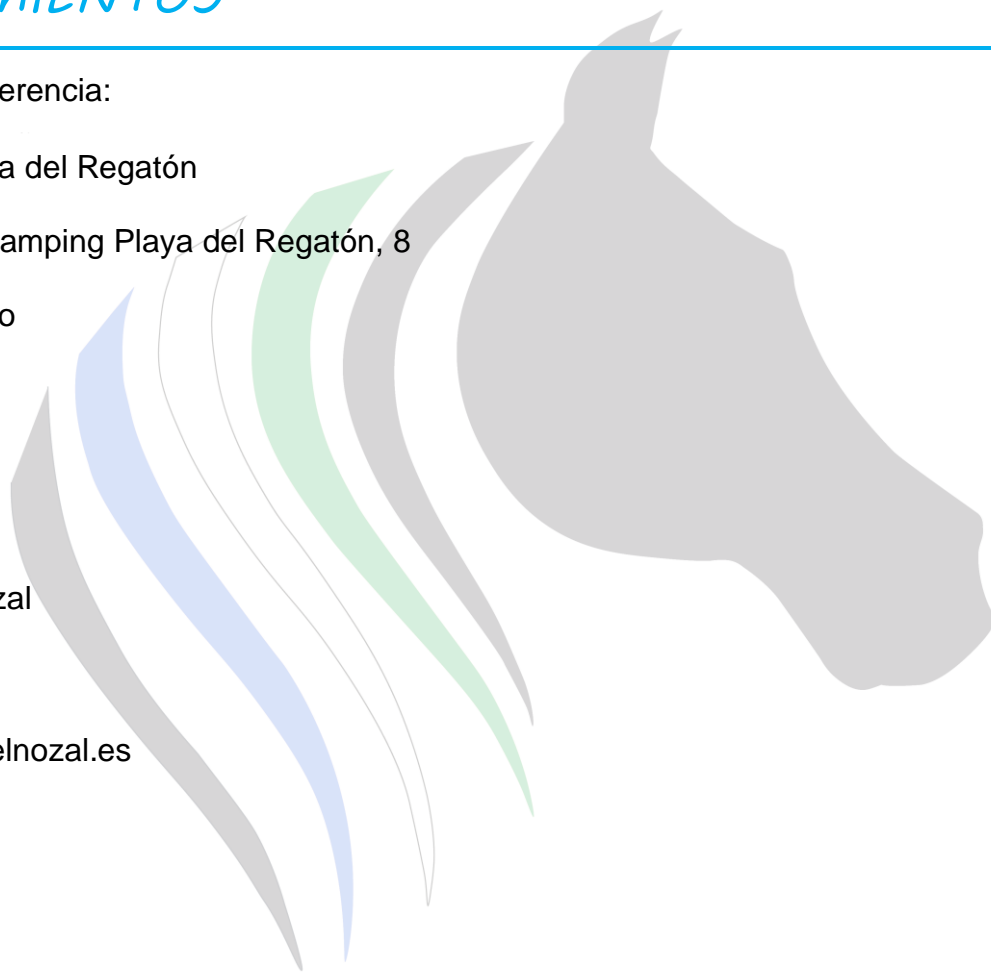 MIENTOS
erencia:
a del Regatón
amping Playa del Regatón, 8
o
zal
elnozal.es